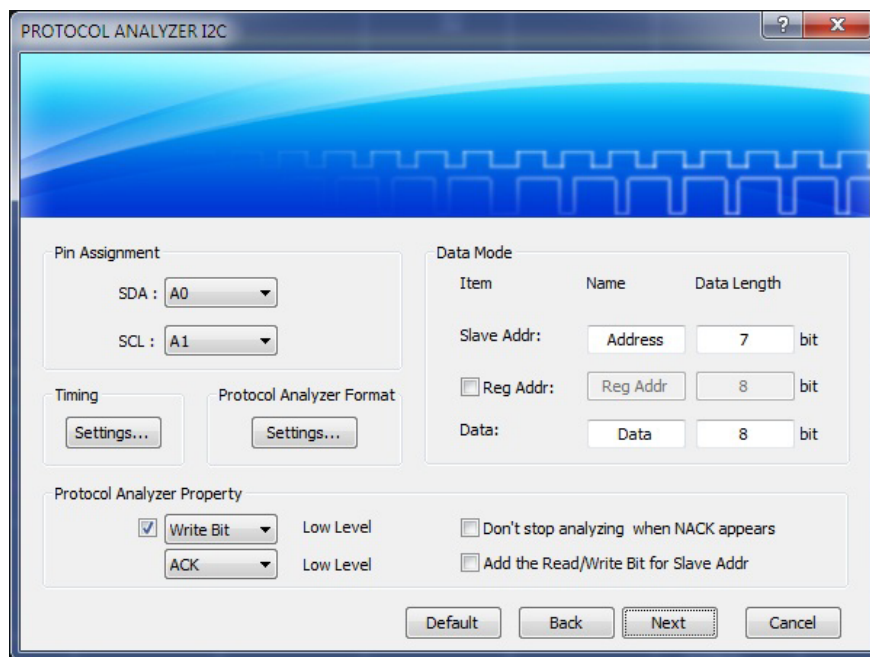 PROTOCOL ANALYZER I2C
?
Pin Assignment
SDA : A0
SCL : A1
Data Mode
Item Name Data Length
Slave Addr: Address 7 bit
Reg Addr: Reg Addr 8 bit
Data: Data 8 bit
Timing
Settings...
Protocol Analyzer Format
Settings...
Protocol Analyzer Property
Write Bit Low Level
ACK Low Level
Don't stop analyzing when NACK appears
Add the Read/Write Bit for Slave Addr
Default Back Next Cancel